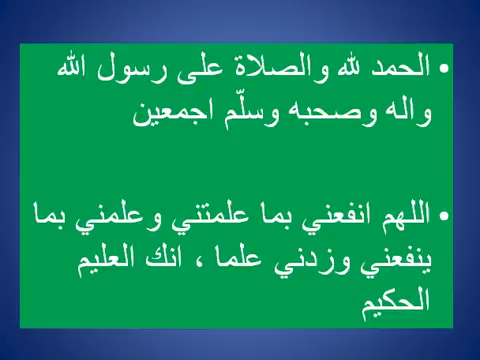 • الحمد لله والصلاة على رسول الله
واله وصحبه وسلّم اجمعين
• اللهم انفعني بما علمتني وعلمني بما
ينفعني وزدني علما ، انك العليم
الحكيم